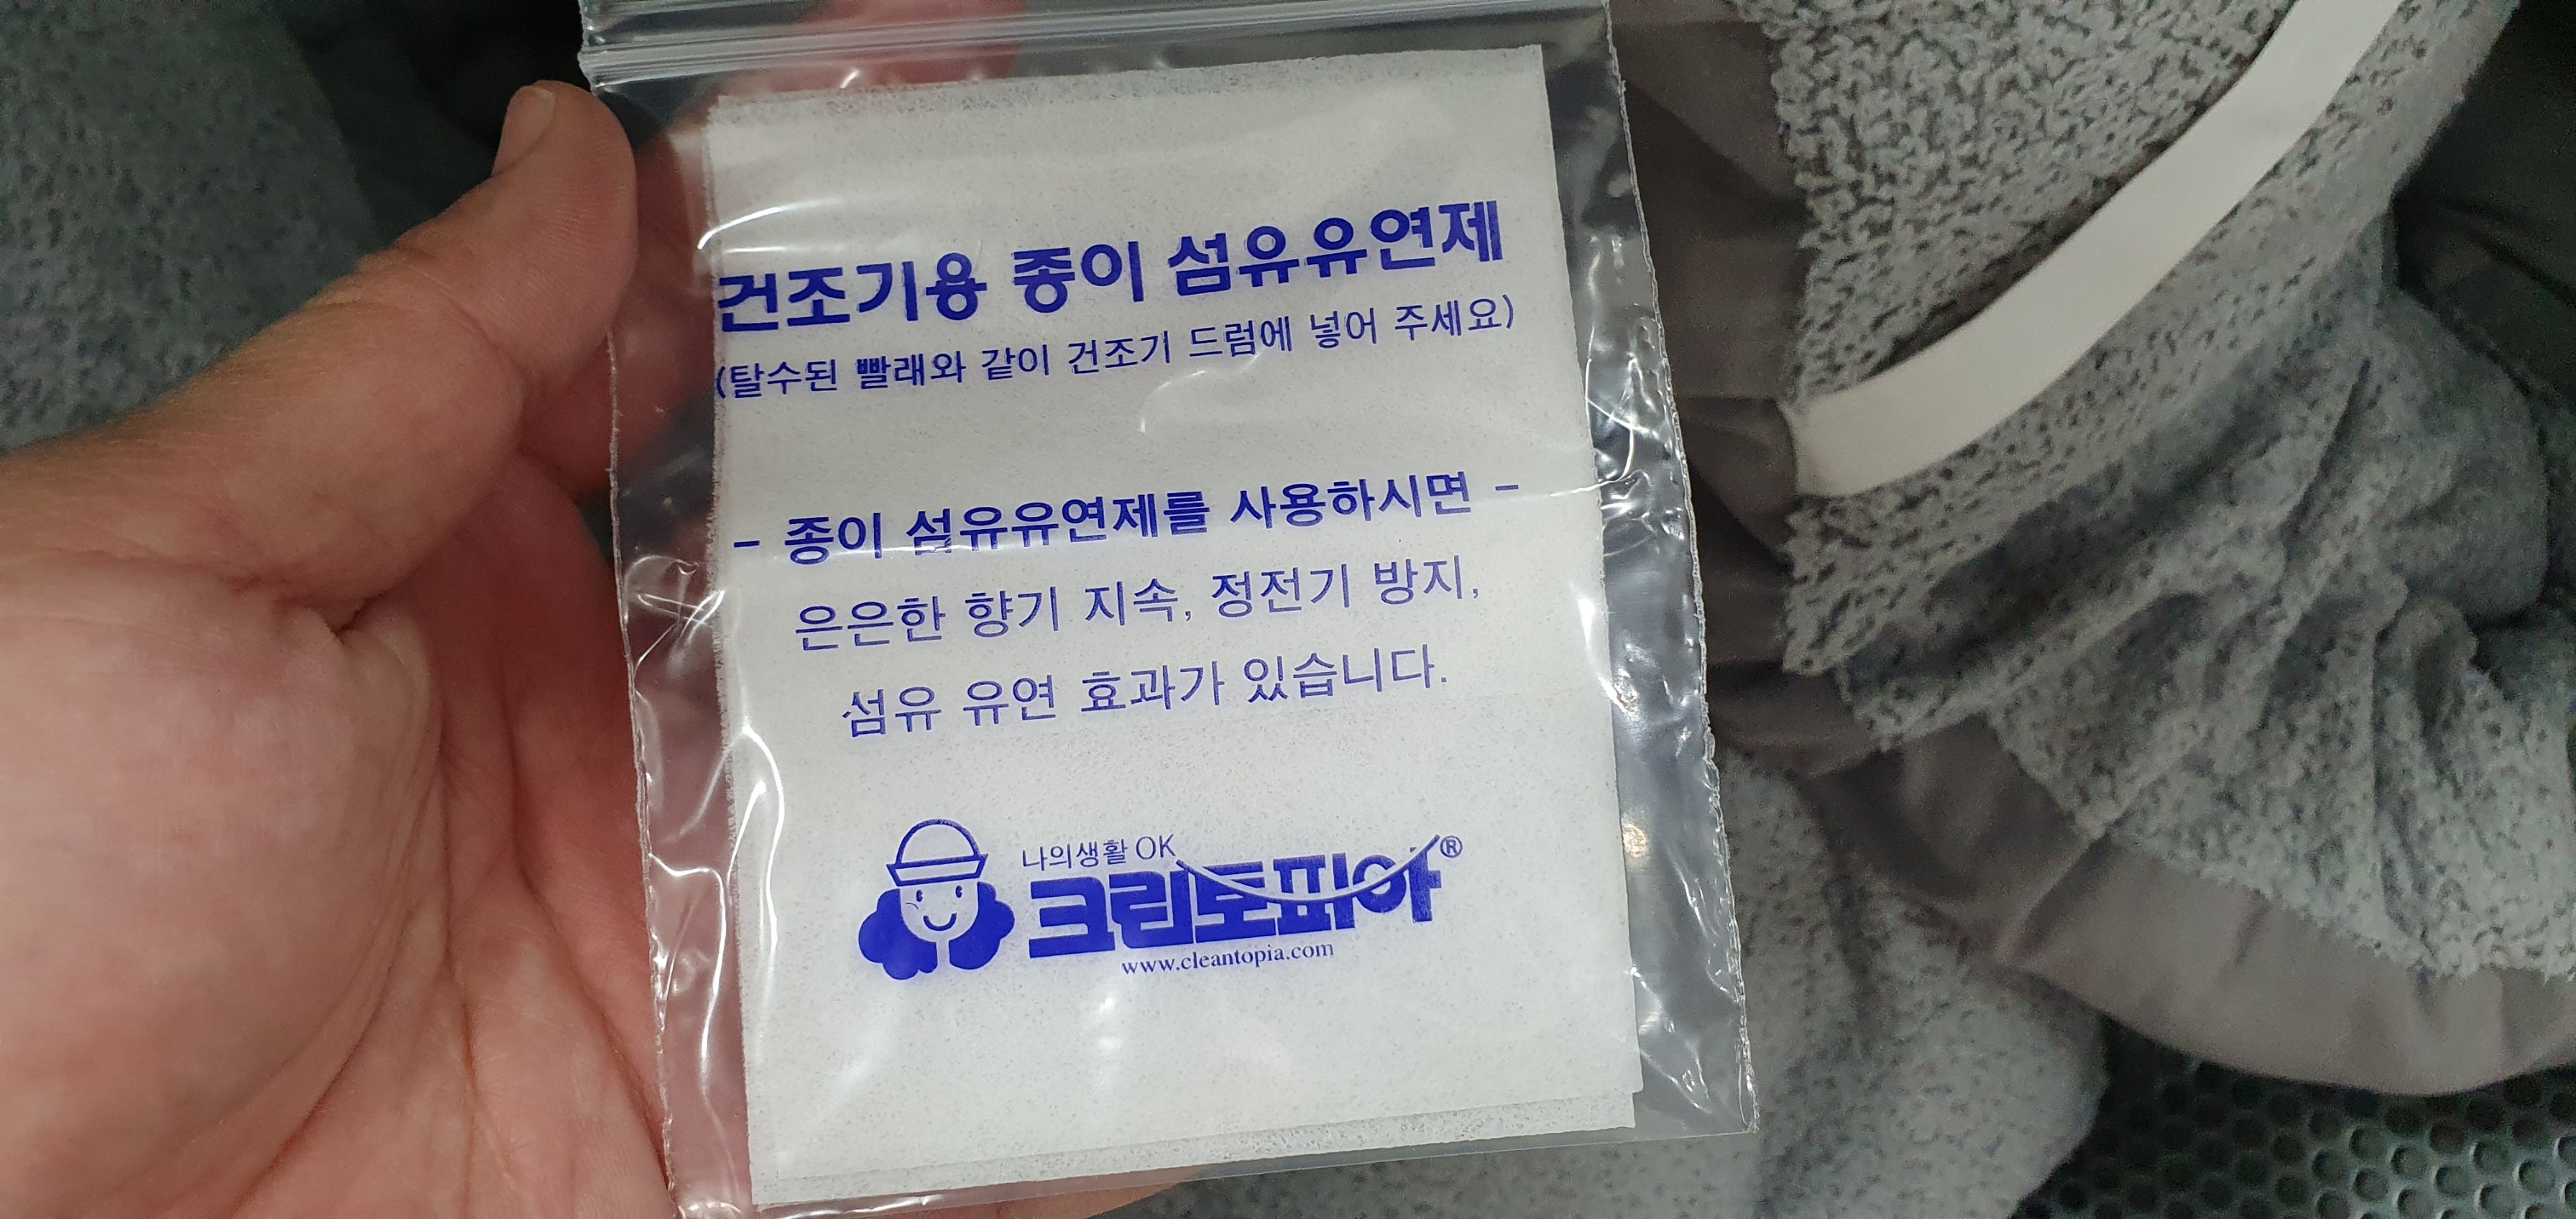 건조기용 종이 섬유유연제
(탈수된 빨래와 같이 건조기 드럼에 넣어 주세요)
- 종이 섬유유연제를 사용하시면 -
은은한 향기 지속, 정전기 방지,
섬유 유연 효과가 있습니다.
나의생활 OK
크린토피아®
www.cleantopia.com